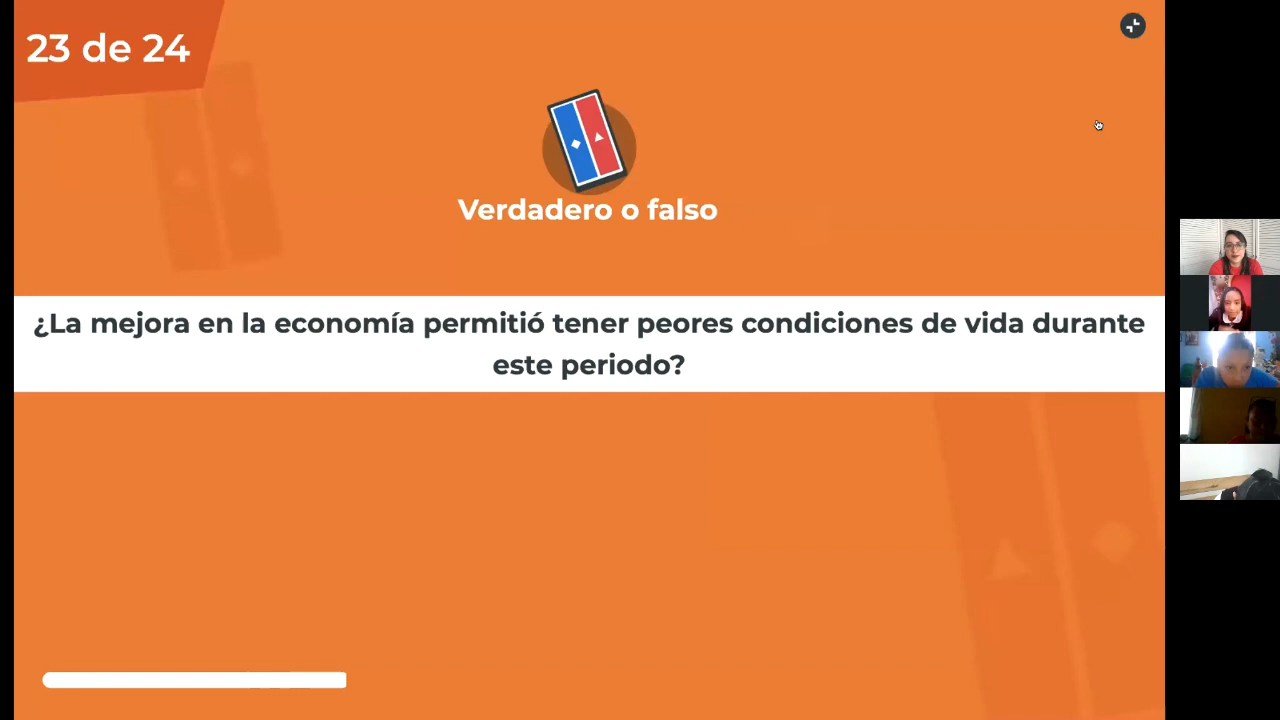 23 de 24
Verdadero o falso
¿La mejora en la economía permitió tener peores condiciones de vida durante
este periodo?